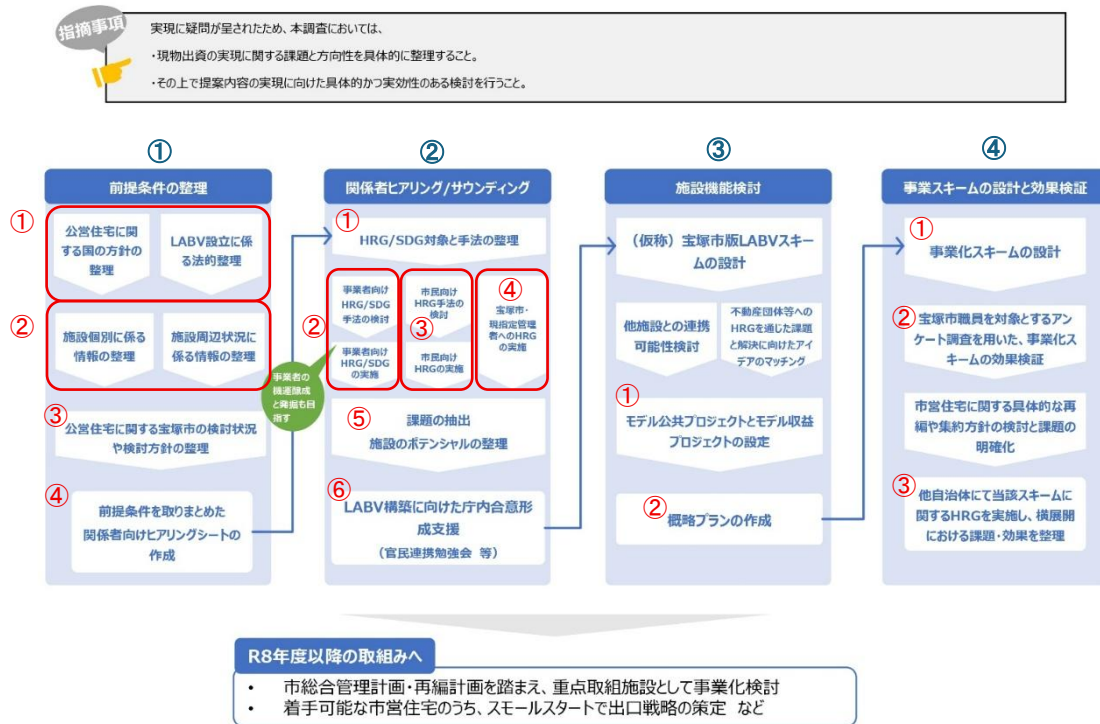 指摘事項
実現に疑問が呈されたため、本調査においては、
・現物出資の実現に関する課題と方向性を具体的に整理すること。
・その上で提案内容の実現に向けた具体的かつ実効性のある検討を行うこと。
①
前提条件の整理
①
公営住宅に関
する国の方針の
整理
LABV設立に係
る法的整理
②
施設個別に係る
情報の整理
施設周辺状況に
係る情報の整理
③
公営住宅に関する宝塚市の検討状況
や検討方針の整理
④
前提条件を取りまとめた
関係者向けヒアリングシートの
作成
②
関係者ヒアリング/サウンディング
①
HRG/SDG対象と手法の整理
②
事業者向け
HRG/SDG
手法の検討
事業者向け
HRG/SDG
の実施
事業者の
機運醸成
と発掘も目
指す
③
市民向け
HRG手法の
検討
市民向け
HRGの実施
④
宝塚市・
現指定管理
者へのHRG
の実施
⑤
課題の抽出
施設のポテンシャルの整理
⑥
LABV構築に向けた庁内合意形
成支援
（官民連携勉強会 等）
③
施設機能検討
（仮称）宝塚市版LABVスキー
ムの設計
他施設との連携
可能性検討
不動産団体等への
HRGを通じた課題
と解決に向けたアイ
デアのマッチング
①
モデル公共プロジェクトとモデル収益
プロジェクトの設定
②
概略プランの作成
④
事業スキームの設計と効果検証
①
事業化スキームの設計
②
宝塚市職員を対象とするアン
ケート調査を用いた、事業化ス
キームの効果検証
市営住宅に関する具体的な再
編や集約方針の検討と課題の
明確化
③
他自治体にて当該スキームに
関するHRGを実施し、横展開
における課題・効果を整理
R8年度以降の取組みへ
• 市総合管理計画・再編計画を踏まえ、重点取組施設として事業化検討
• 着手可能な市営住宅のうち、スモールスタートで出口戦略の策定 など